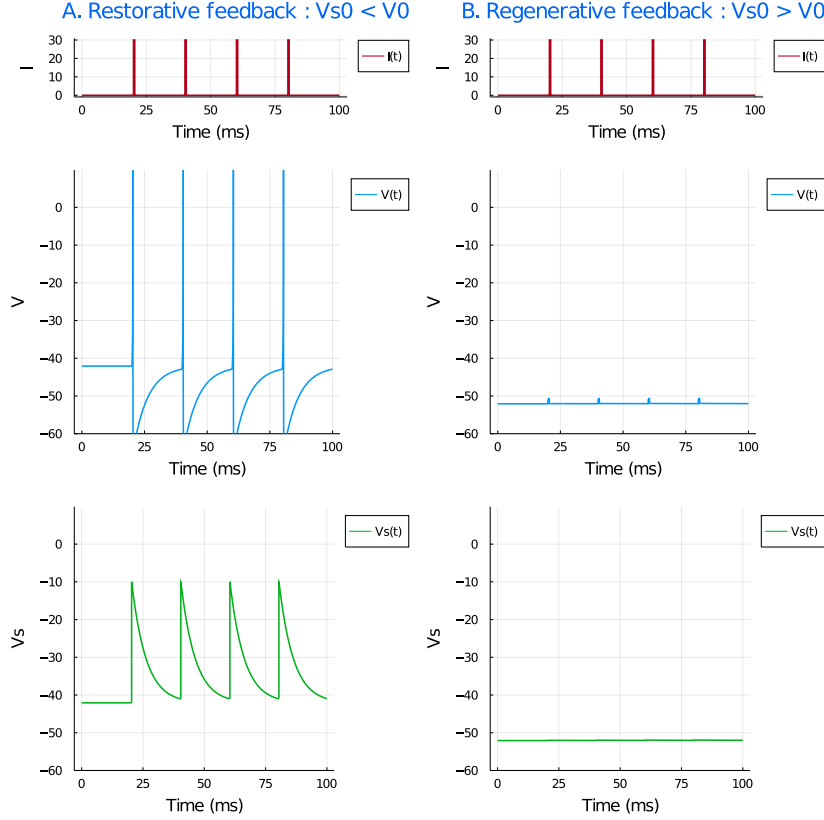 A. Restorative feedback : Vs0 < V0
B. Regenerative feedback : Vs0 > V0
I
30
20
10
0
0 25 50 75 100
Time (ms)
I(t)
I
30
20
10
0
0 25 50 75 100
Time (ms)
I(t)
V
0
−10
−20
−30
−40
−50
−60
0 25 50 75 100
Time (ms)
V(t)
V
0
−10
−20
−30
−40
−50
−60
0 25 50 75 100
Time (ms)
V(t)
Vs
0
−10
−20
−30
−40
−50
−60
0 25 50 75 100
Time (ms)
Vs(t)
Vs
0
−10
−20
−30
−40
−50
−60
0 25 50 75 100
Time (ms)
Vs(t)